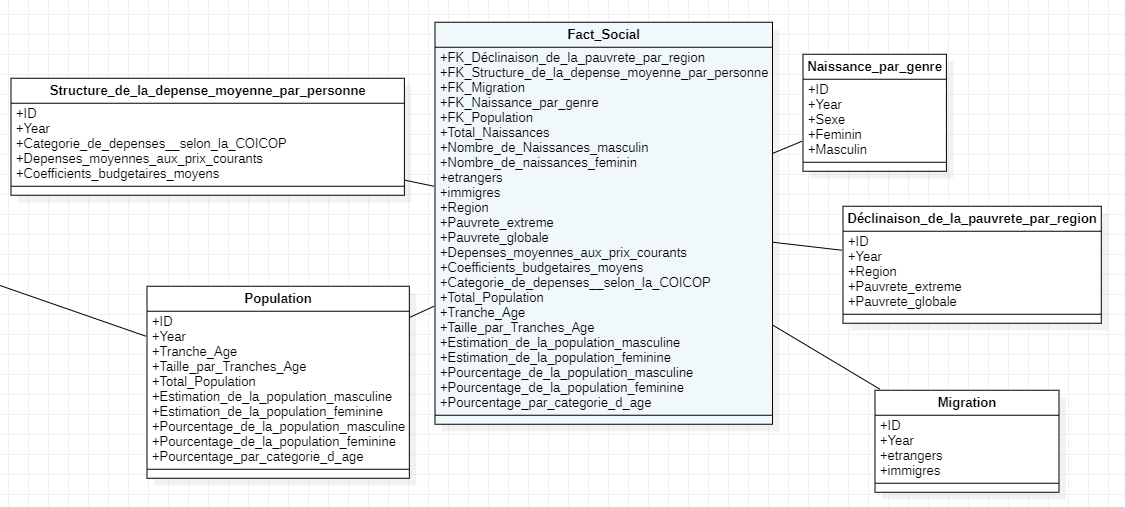 Structure_de_la_depense_moyenne_par_personne
+ID
+Year
+Categorie_de_depenses__selon_la_COICOP
+Depenses_moyennes_aux_prix_courants
+Coefficients_budgetaires_moyens
Population
+ID
+Year
+Tranche_Age
+Taille_par_Tranches_Age
+Total_Population
+Estimation_de_la_population_masculine
+Estimation_de_la_population_feminine
+Pourcentage_de_la_population_masculine
+Pourcentage_de_la_population_feminine
+Pourcentage_par_categorie_d_age
Fact_Social
+FK_Déclinaison_de_la_pauvrete_par_region
+FK_Structure_de_la_depense_moyenne_par_personne
+FK_Migration
+FK_Naissance_par_genre
+FK_Population
+Total_Naissances
+Nombre_de_Naissances_masculin
+Nombre_de_naissances_feminin
+etrangers
+immigres
+Region
+Pauvrete_extreme
+Pauvrete_globale
+Depenses_moyennes_aux_prix_courants
+Coefficients_budgetaires_moyens
+Categorie_de_depenses__selon_la_COICOP
+Total_Population
+Tranche_Age
+Taille_par_Tranches_Age
+Estimation_de_la_population_masculine
+Estimation_de_la_population_feminine
+Pourcentage_de_la_population_masculine
+Pourcentage_de_la_population_feminine
+Pourcentage_par_categorie_d_age
Naissance_par_genre
+ID
+Year
+Sexe
+Feminin
+Masculin
Déclinaison_de_la_pauvrete_par_region
+ID
+Year
+Region
+Pauvrete_extreme
+Pauvrete_globale
Migration
+ID
+Year
+etrangers
+immigres